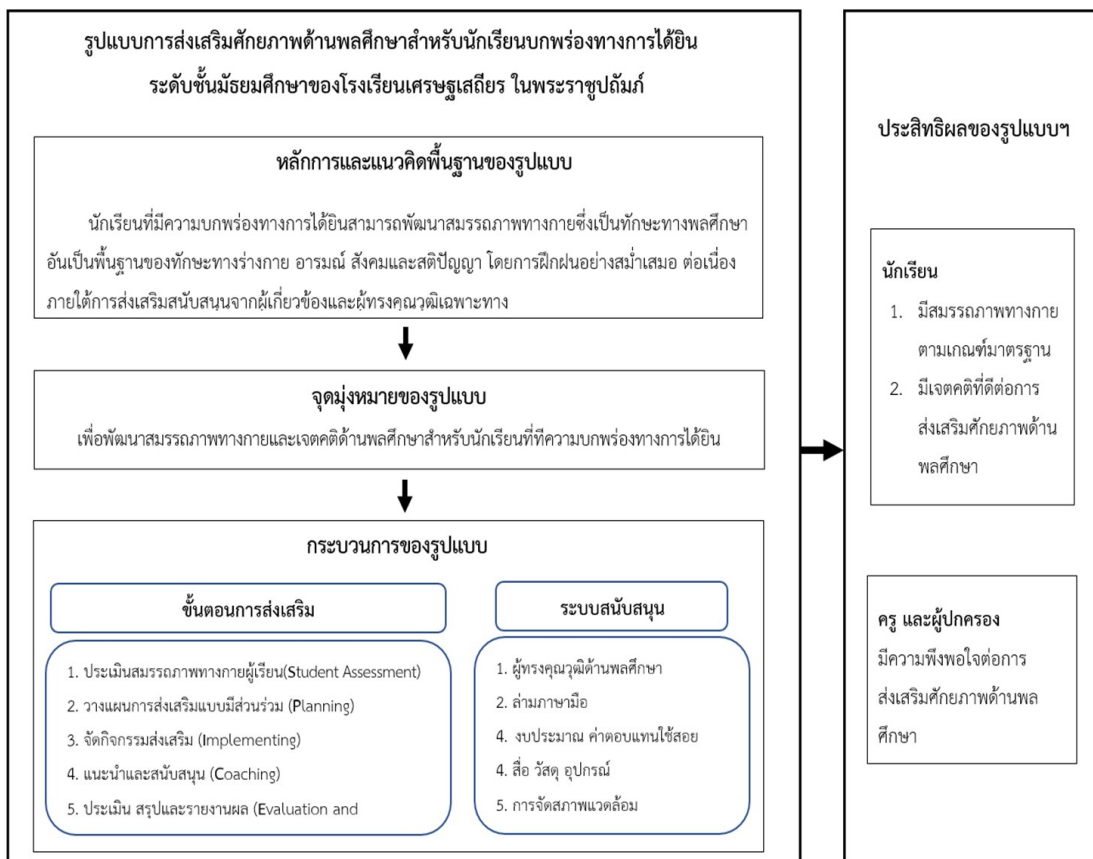 รูปแบบการส่งเสริมศักยภาพด้านพลศึกษาสำหรับนักเรียนบกพร่องทางการได้ยิน
ระดับชั้นมัธยมศึกษาของโรงเรียนเศรษฐเสถียร ในพระราชูปถัมภ์
หลักการและแนวคิดพื้นฐานของรูปแบบ
นักเรียนที่มีความบกพร่องทางการได้ยินสามารถพัฒนาสมรรถภาพทางกายซึ่งเป็นทักษะทางพลศึกษา
อันเป็นพื้นฐานของทักษะทางร่างกาย อารมณ์ สังคมและสติปัญญา โดยการฝึกฝนอย่างสม่ำเสมอ ต่อเนื่อง
ภายใต้การส่งเสริมสนับสนุนจากผู้เกี่ยวข้องและผู้ทรงคุณวุฒิเฉพาะทาง
จุดมุ่งหมายของรูปแบบ
เพื่อพัฒนาสมรรถภาพทางกายและเจตคติด้านพลศึกษาสำหรับนักเรียนที่ทีความบกพร่องทางการได้ยิน
กระบวนการของรูปแบบ
ขั้นตอนการส่งเสริม
1. ประเมินสมรรถภาพทางกายผู้เรียน(Student Assessment)
2. วางแผนการส่งเสริมแบบมีส่วนร่วม (Planning)
3. จัดกิจกรรมส่งเสริม (Implementing)
4. แนะนำและสนับสนุน (Coaching)
5. ประเมิน สรุปและรายงานผล (Evaluation and
ระบบสนับสนุน
1. ผู้ทรงคุณวุฒิด้านพลศึกษา
2. ล่ามภาษามือ
4. งบประมาณ ค่าตอบแทนใช้สอย
4. สื่อ วัสดุ อุปกรณ์
5. การจัดสภาพแวดล้อม
ประสิทธิผลของรูปแบบฯ
นักเรียน
1. มีสมรรถภาพทางกาย
ตามเกณฑ์มาตรฐาน
2. มีเจตคติที่ดีต่อการ
ส่งเสริมศักยภาพด้าน
พลศึกษา
ครู และผู้ปกครอง
มีความพึงพอใจต่อการ
ส่งเสริมศักยภาพด้านพล
ศึกษา